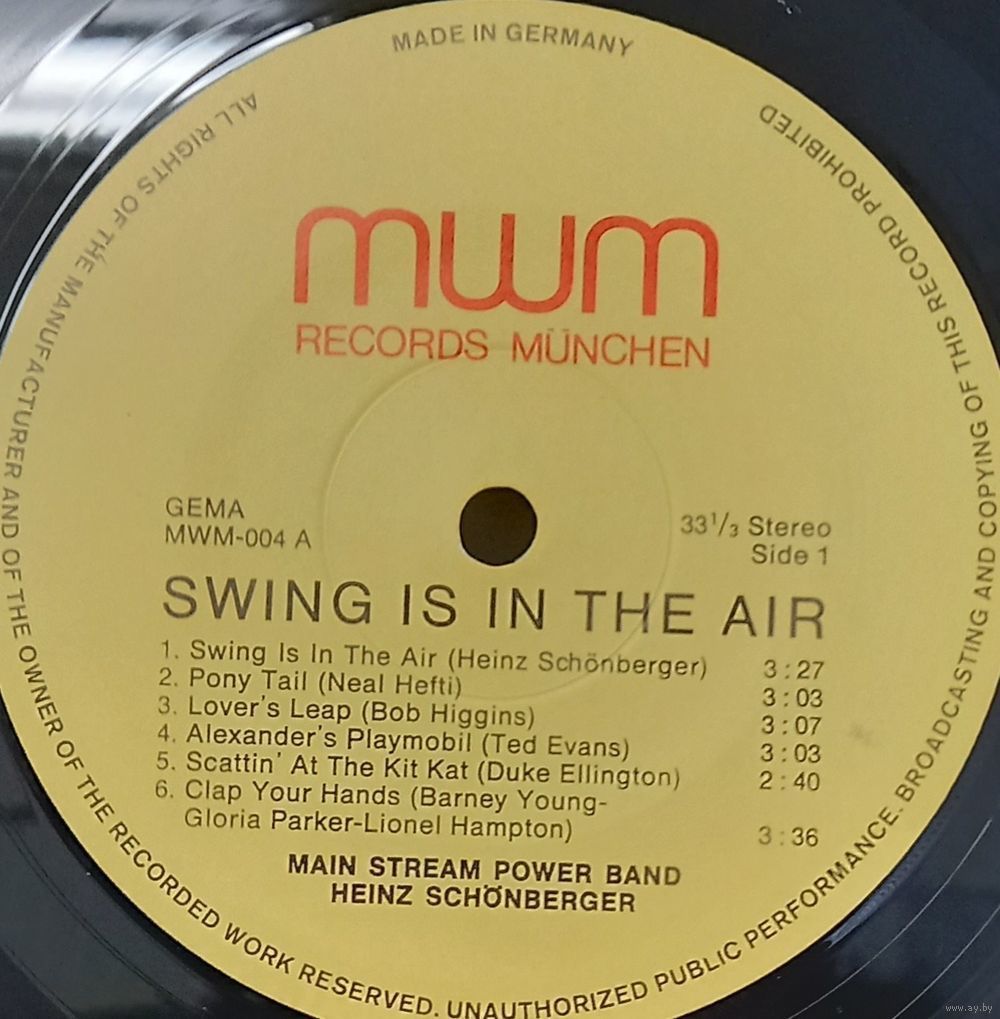 MADE IN GERMANY
ALL RIGHTS OF THE MANUFACTURER AND OF THE OWNER OF THE RECORDED WORK RESERVED. UNAUTHORIZED PUBLIC PERFORMANCE. BROADCASTING AND COPYING OF THIS RECORD PROHIBITED
mwm
RECORDS MÜNCHEN
GEMA
MWM-004 A
33 1/3 Stereo
Side 1
SWING IS IN THE AIR
1. Swing Is In The Air (Heinz Schönberger) 3:27
2. Pony Tail (Neal Hefti) 3:03
3. Lover's Leap (Bob Higgins) 3:07
4. Alexander's Playmobil (Ted Evans) 3:03
5. Scattin' At The Kit Kat (Duke Ellington) 2:40
6. Clap Your Hands (Barney Young-
Gloria Parker-Lionel Hampton) 3:36
MAIN STREAM POWER BAND
HEINZ SCHÖNBERGER
www.ay.by